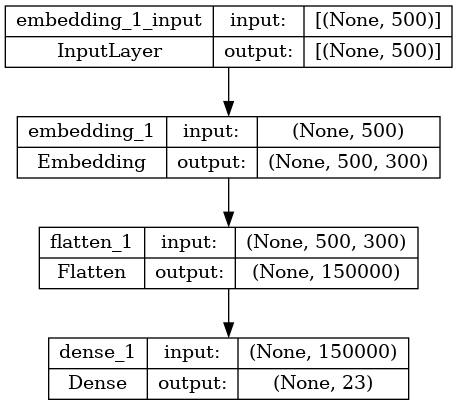 embedding_1_input input: [(None, 500)]
InputLayer output: [(None, 500)]
embedding_1 input: (None, 500)
Embedding output: (None, 500, 300)
flatten_1 input: (None, 500, 300)
Flatten output: (None, 150000)
dense_1 input: (None, 150000)
Dense output: (None, 23)